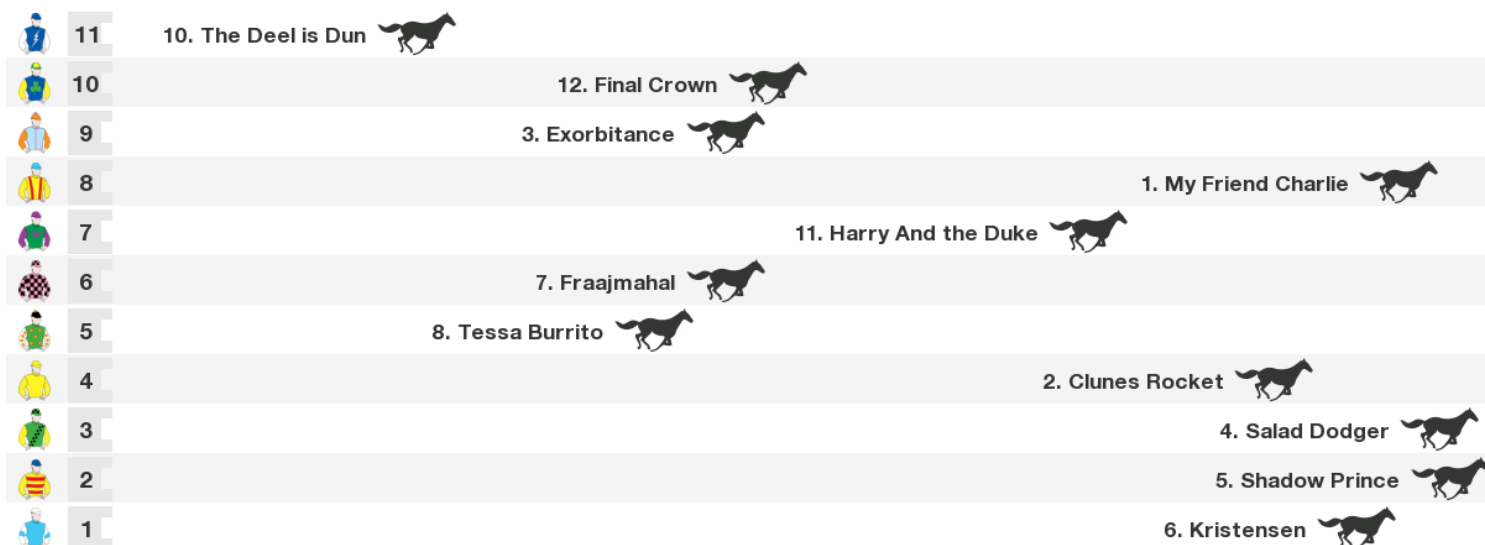 11 10. The Deel is Dun
10 12. Final Crown
9 3. Exorbitance
8 1. My Friend Charlie
7 11. Harry And the Duke
6 7. Fraajmahal
5 8. Tessa Burrito
4 2. Clunes Rocket
3 4. Salad Dodger
2 5. Shadow Prince
1 6. Kristensen